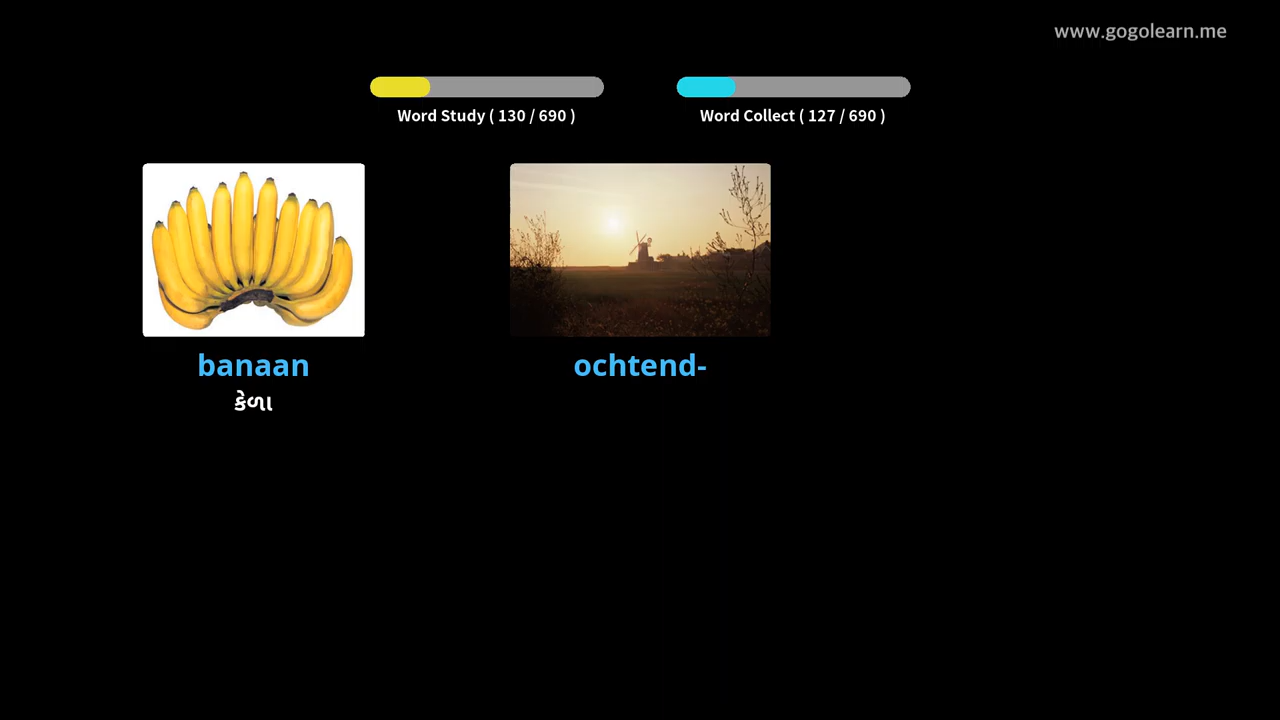 www.gogolearn.me
Word Study ( 130 / 690 )
Word Collect ( 127 / 690 )
banaan
કેળા
ochtend-